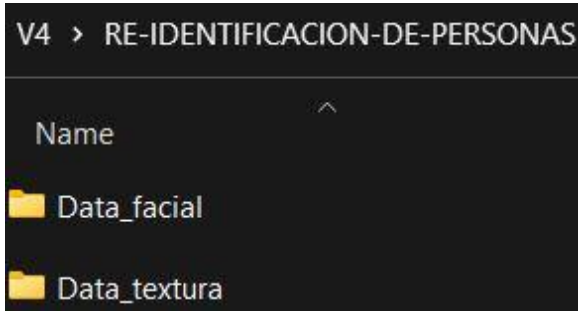 V4 > RE-IDENTIFICACION-DE-PERSONAS
Name
Data_facial
Data_textura